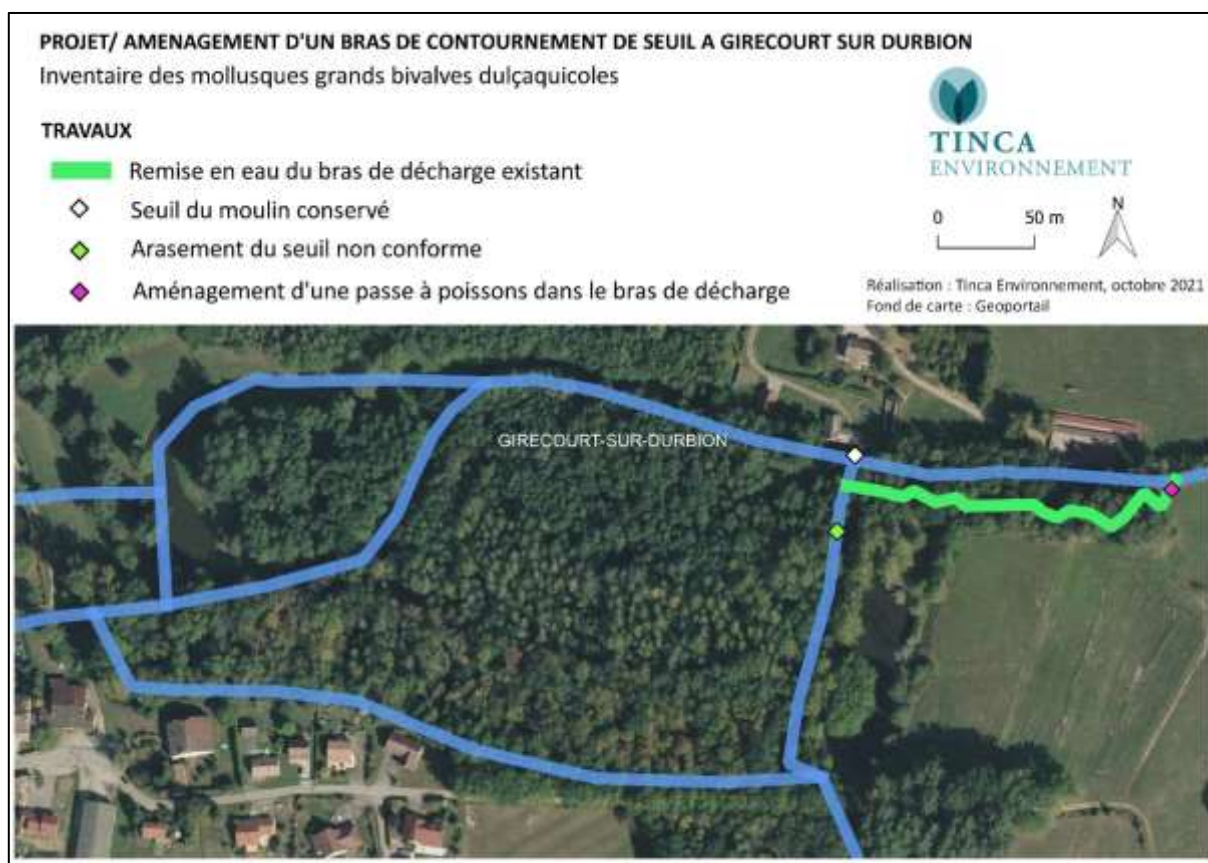 PROJET/ AMENAGEMENT D'UN BRAS DE CONTOURNEMENT DE SEUIL A GIRECOURT SUR DURBION
Inventaire des mollusques grands bivalves dulçaquicoles
TRAVAUX
Remise en eau du bras de décharge existant
Seuil du moulin conservé
Arasement du seuil non conforme
Aménagement d'une passe à poissons dans le bras de décharge
TINCA
ENVIRONNEMENT
N
0 50 m
Réalisation : Tinca Environnement, octobre 2021
Fond de carte : Geoportail
GIRECOURT-SUR-DURBION